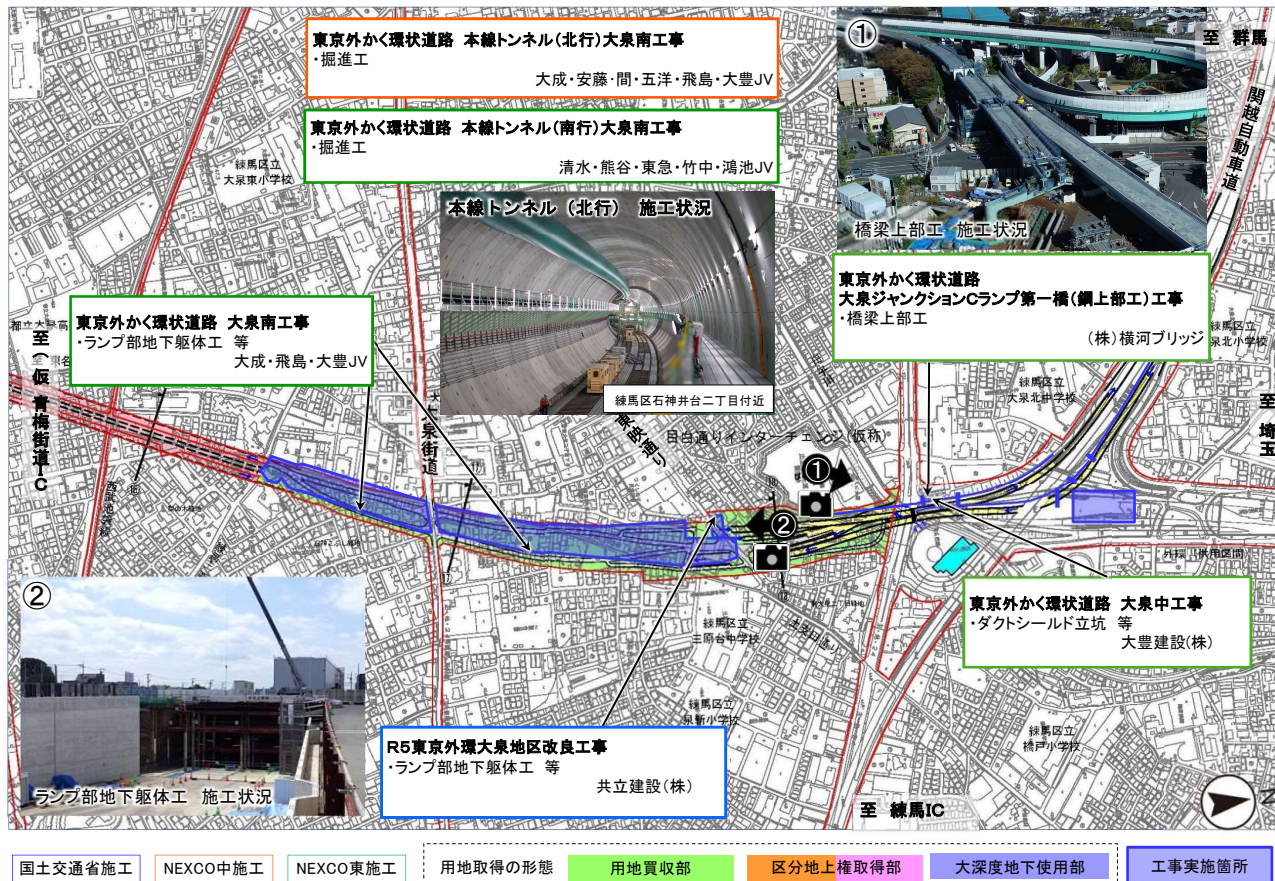 東京外かく環状道路 本線トンネル(北行)大泉南工事
・掘進工
大成・安藤・間・五洋・飛島・大豊JV
東京外かく環状道路 本線トンネル(南行)大泉南工事
・掘進工
清水・熊谷・東急・竹中・鴻池JV
①
至 群馬
関越自動車道
橋梁上部工 施工状況
練馬区立
大泉東小学校
本線トンネル (北行) 施工状況
練馬区石神井台二丁目付近
東京外かく環状道路
大泉ジャンクションCランプ第一橋(鋼上部工)工事
・橋梁上部工
(株)横河ブリッジ
東京外かく環状道路 大泉南工事
・ランプ部地下躯体工 等
大成・飛島・大豊JV
至(仮)青梅街道IC
練馬区立
泉北小学校
練馬区立
大泉北中学校
至 埼玉
大泉街道
東映通り
目白通りインターチェンジ(仮称)
①
②
外環(供用区間)
東京外かく環状道路 大泉中工事
・ダクトシールド立坑 等
大豊建設(株)
②
ランプ部地下躯体工 施工状況
練馬区立
三原台中学校
練馬区立
泉新小学校
練馬区立
橋戸小学校
R5東京外環大泉地区改良工事
・ランプ部地下躯体工 等
共立建設(株)
至 練馬IC
国土交通省施工
NEXCO中施工
NEXCO東施工
用地取得の形態
用地買収部
区分地上権取得部
大深度地下使用部
工事実施箇所